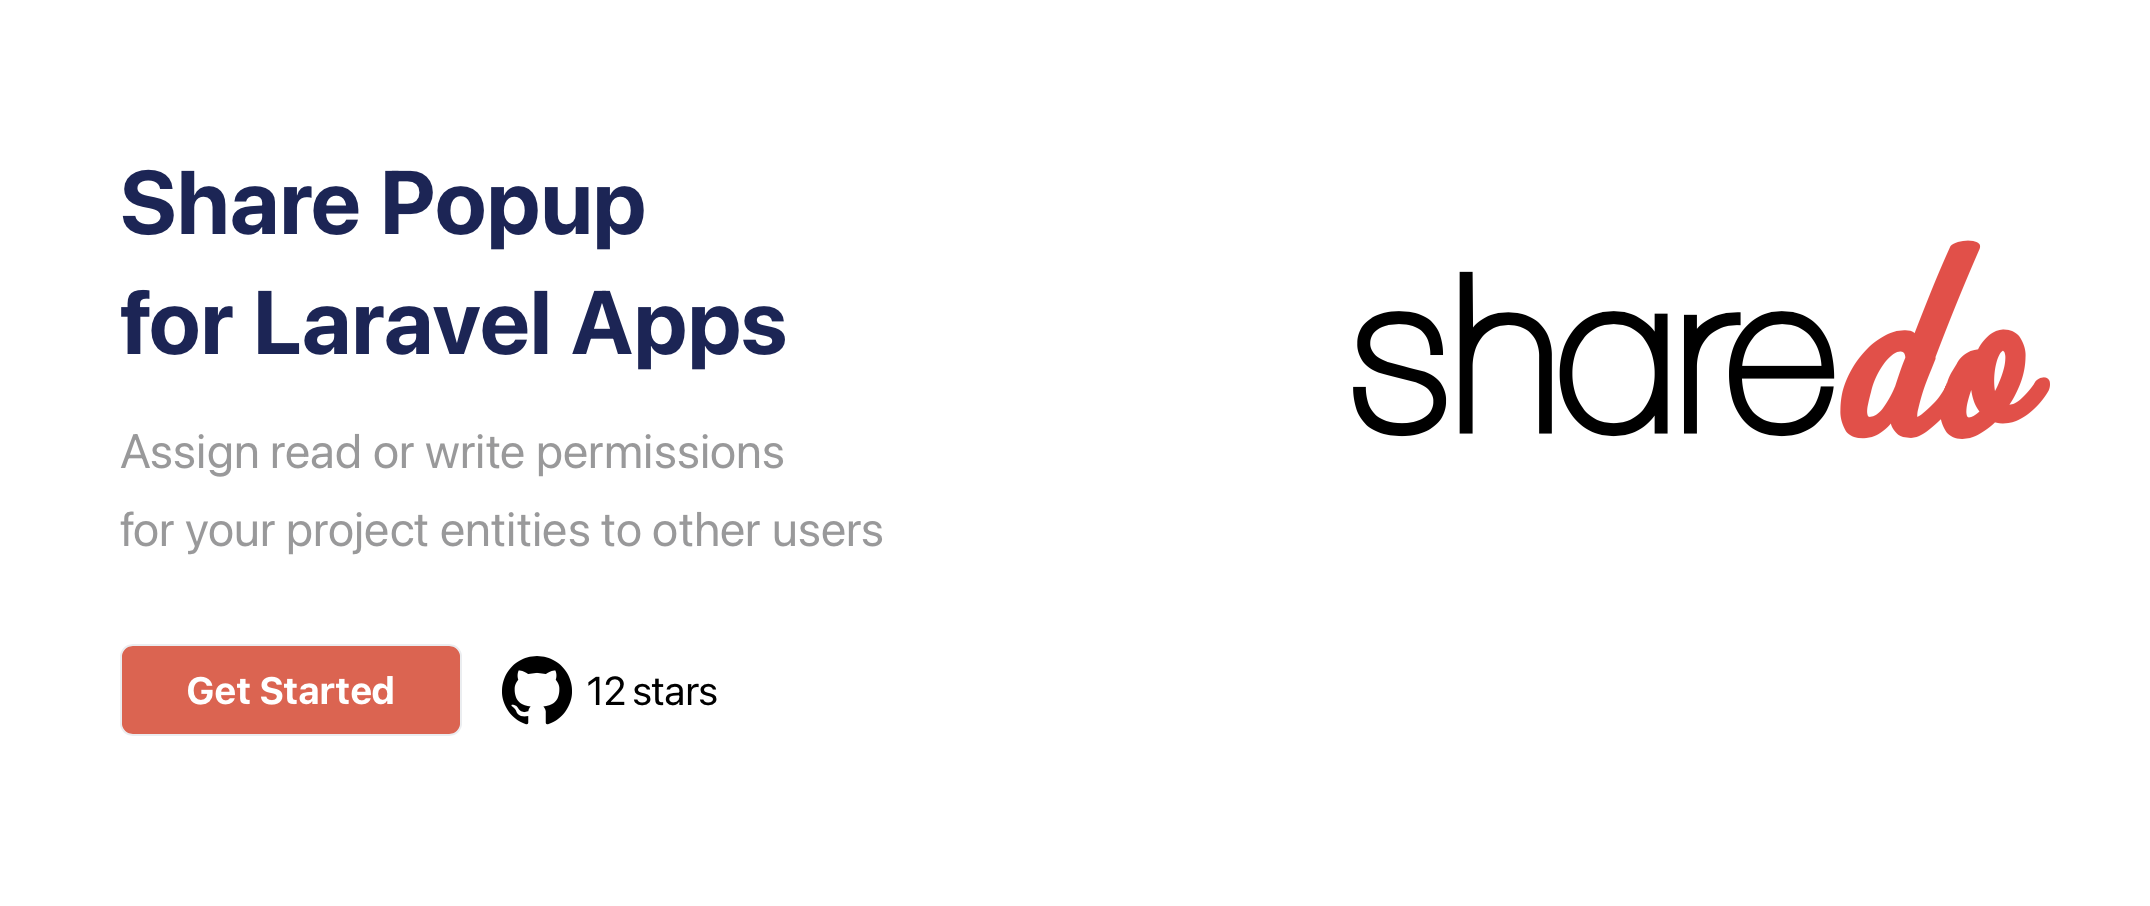 Share Popup
for Laravel Apps
Assign read or write permissions
for your project entities to other users
Get Started
12 stars
sharedo